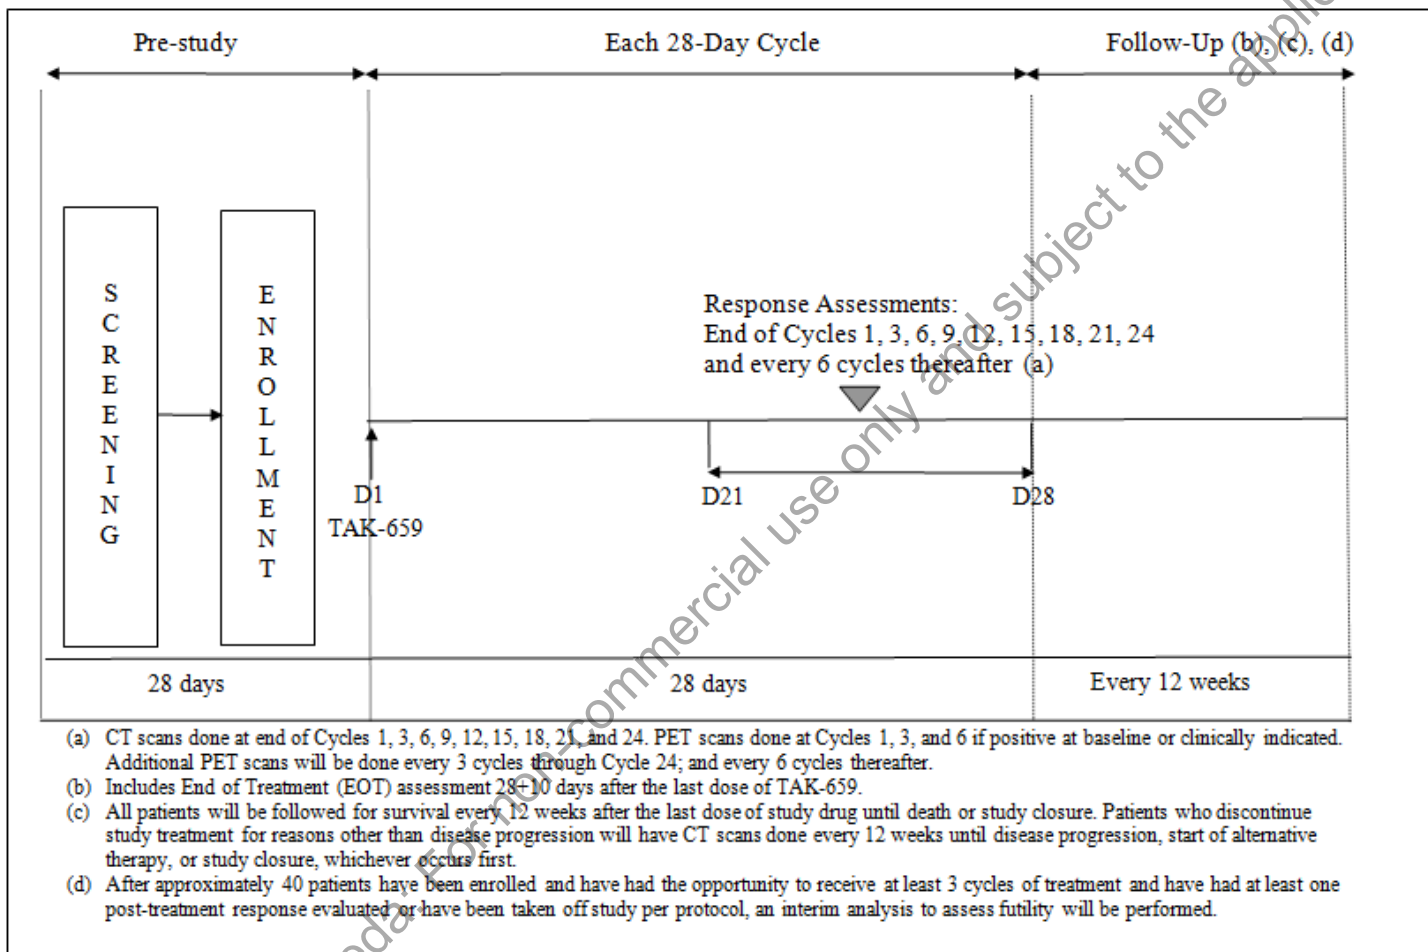 Pre-study
Each 28-Day Cycle
Follow-Up (b), (c), (d)
SCREENING
ENROLLMENT
Response Assessments:
End of Cycles 1, 3, 6, 9, 12, 15, 18, 21, 24
and every 6 cycles thereafter (a)
D1
TAK-659
D21
D28
28 days
28 days
Every 12 weeks
(a) CT scans done at end of Cycles 1, 3, 6, 9, 12, 15, 18, 21, and 24. PET scans done at Cycles 1, 3, and 6 if positive at baseline or clinically indicated.
Additional PET scans will be done every 3 cycles through Cycle 24; and every 6 cycles thereafter.
(b) Includes End of Treatment (EOT) assessment 28+10 days after the last dose of TAK-659.
(c) All patients will be followed for survival every 12 weeks after the last dose of study drug until death or study closure. Patients who discontinue
study treatment for reasons other than disease progression will have CT scans done every 12 weeks until disease progression, start of alternative
therapy, or study closure, whichever occurs first.
(d) After approximately 40 patients have been enrolled and have had the opportunity to receive at least 3 cycles of treatment and have had at least one
post-treatment response evaluated or have been taken off study per protocol, an interim analysis to assess futility will be performed.
For non-commercial use only and subject to the